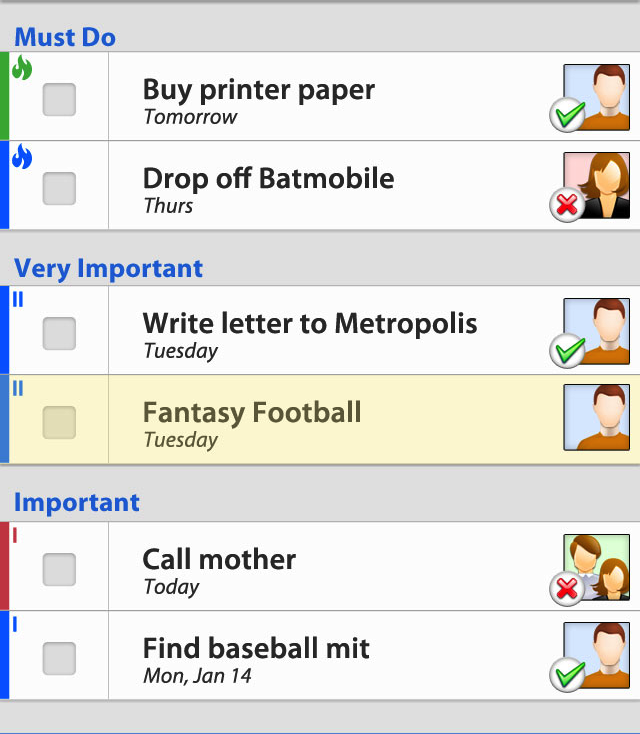 Must Do
Buy printer paper
Tomorrow
Drop off Batmobile
Thurs
Very Important
II
Write letter to Metropolis
Tuesday
II
Fantasy Football
Tuesday
Important
I
Call mother
Today
I
Find baseball mit
Mon, Jan 14